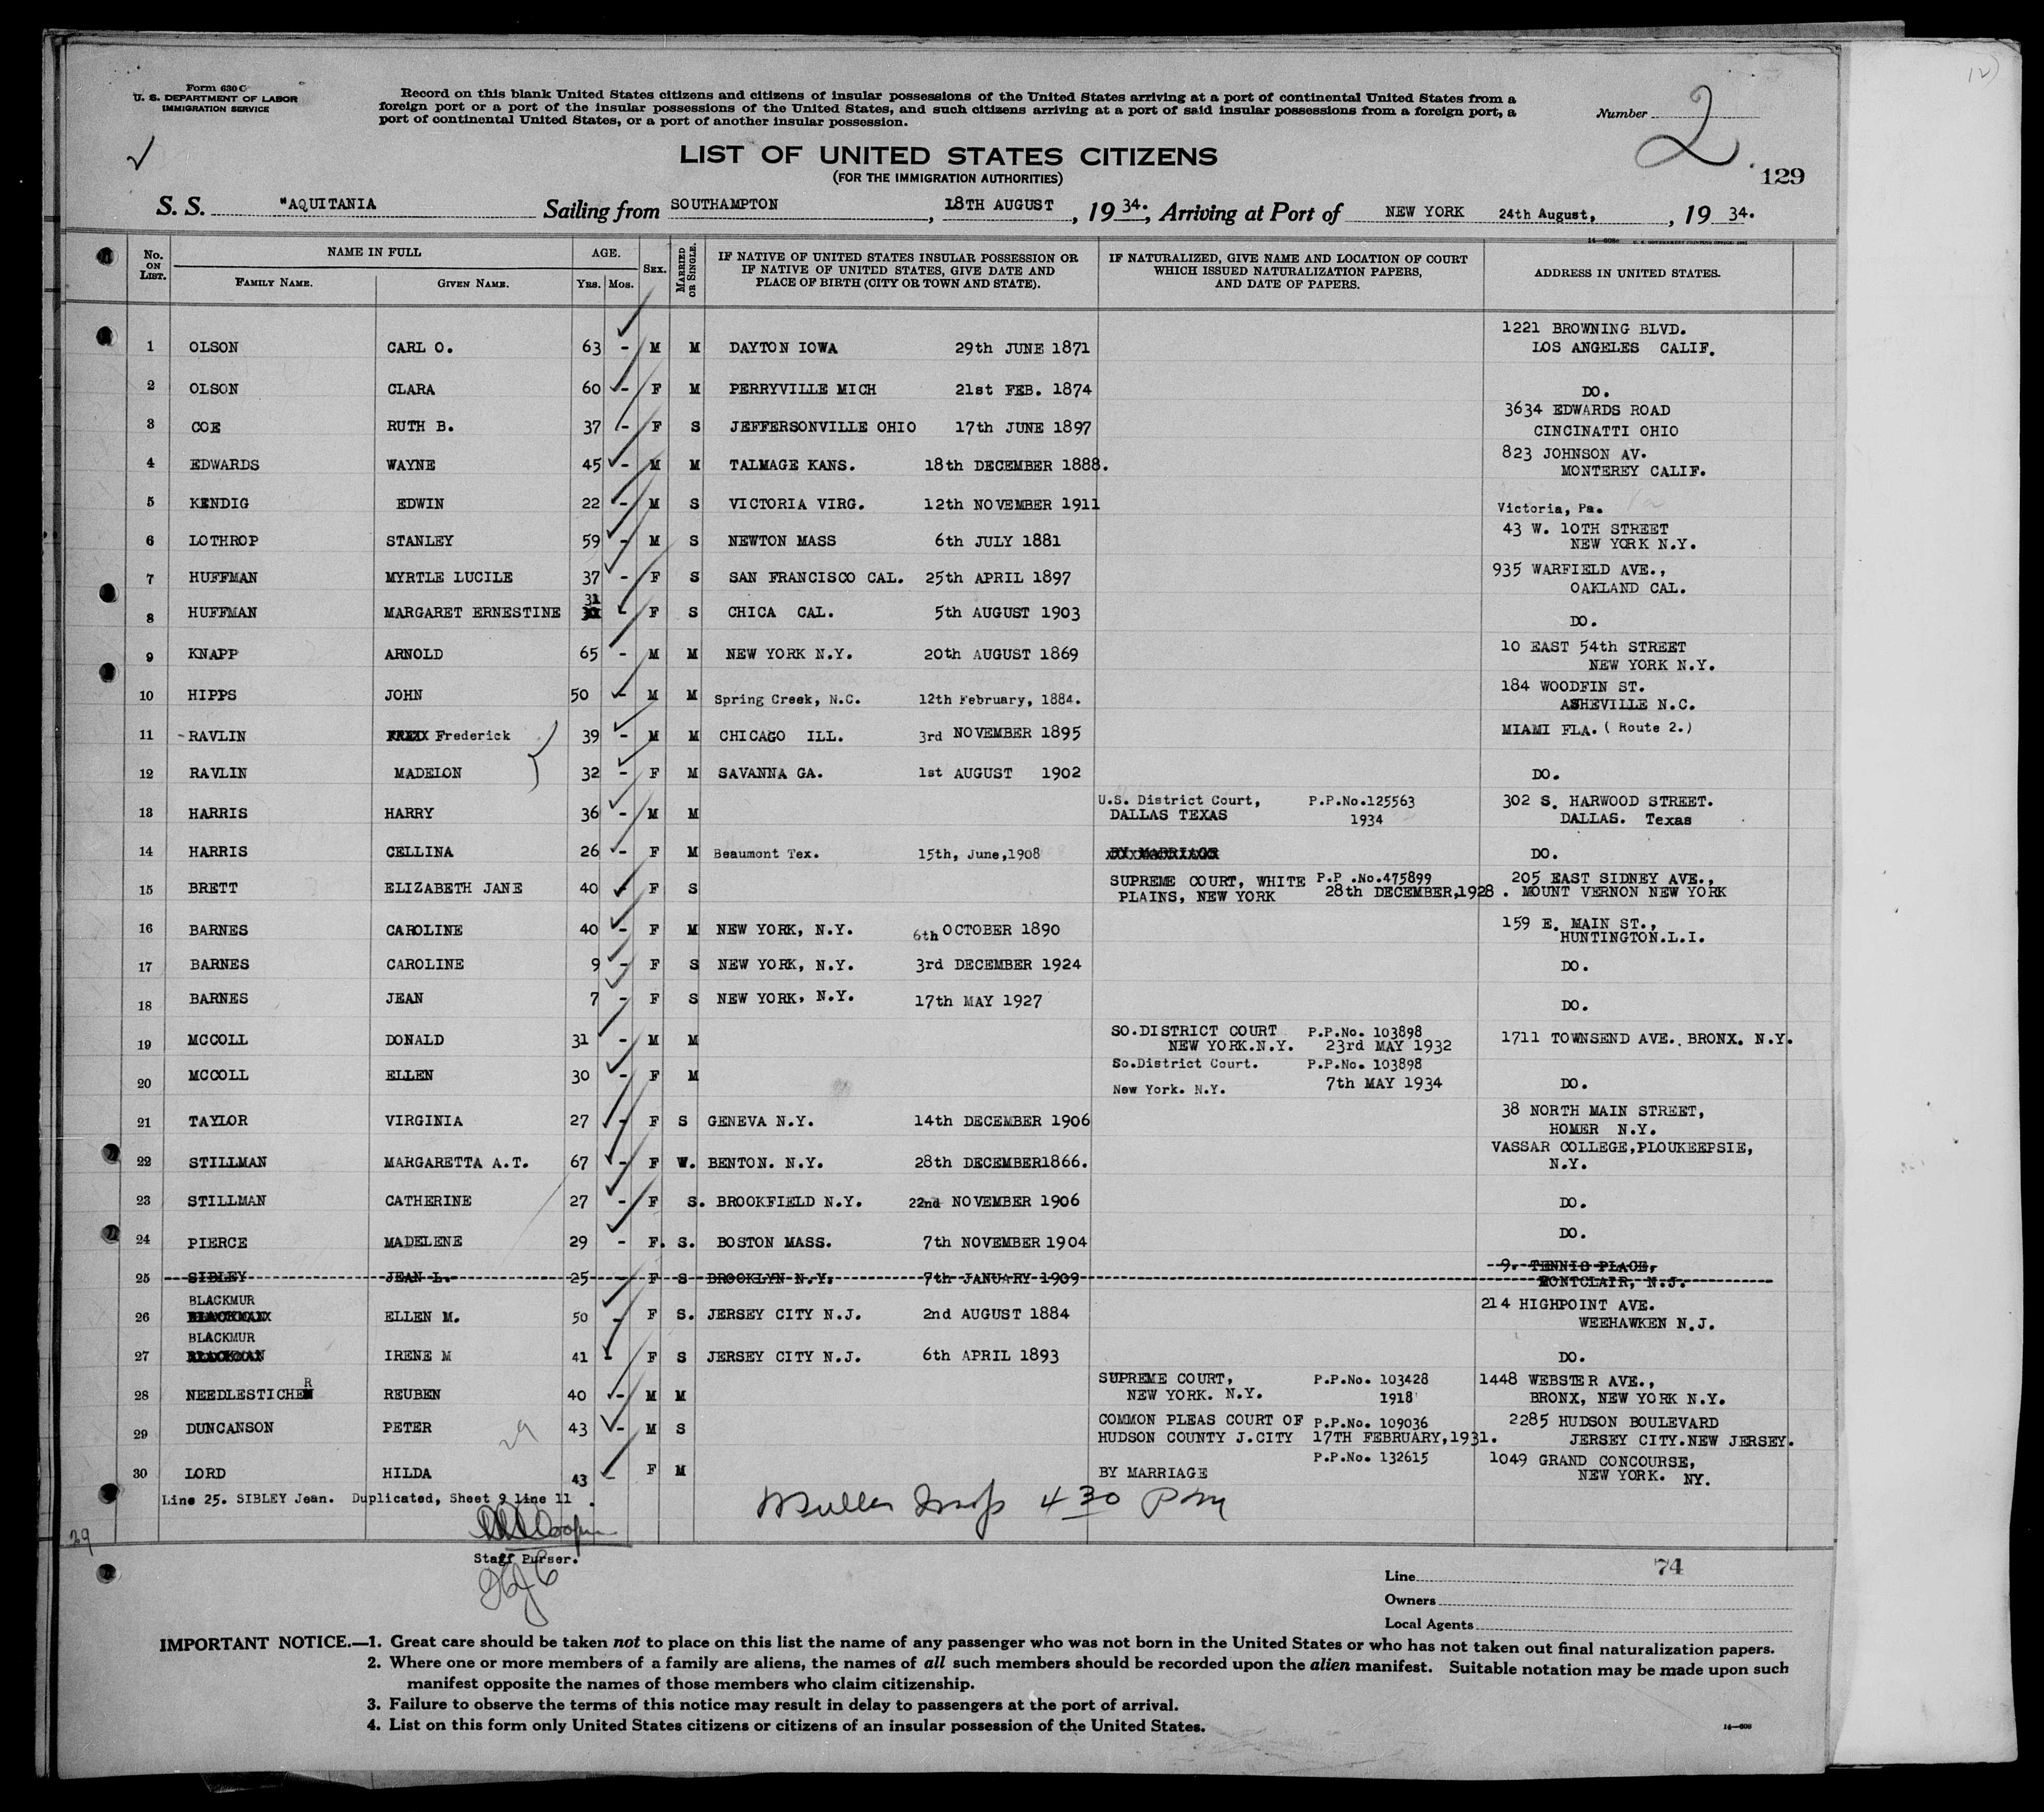 Form 630 C
U. S. DEPARTMENT OF LABOR
IMMIGRATION SERVICE
Record on this blank United States citizens and citizens of insular possessions of the United States arriving at a port of continental United States from a
foreign port or a port of the insular possessions of the United States, and such citizens arriving at a port of said insular possessions from a foreign port, a
port of continental United States, or a port of another insular possession.
Number 2
129
LIST OF UNITED STATES CITIZENS
(FOR THE IMMIGRATION AUTHORITIES)
S. S. "AQUITANIA Sailing from SOUTHAMPTON, 18TH AUGUST, 19 34., Arriving at Port of NEW YORK 24th August, , 19 34.
No. ON LIST. NAME IN FULL AGE. SEX. MARRIED OR SINGLE. IF NATIVE OF UNITED STATES INSULAR POSSESSION OR IF NATIVE OF UNITED STATES, GIVE DATE AND PLACE OF BIRTH (CITY OR TOWN AND STATE). IF NATURALIZED, GIVE NAME AND LOCATION OF COURT WHICH ISSUED NATURALIZATION PAPERS, AND DATE OF PAPERS. ADDRESS IN UNITED STATES.
FAMILY NAME. GIVEN NAME. YRS. MOS.
1 OLSON CARL O. 63 - M M DAYTON IOWA 29th JUNE 1871 1221 BROWNING BLVD. LOS ANGELES CALIF.
2 OLSON CLARA 60 - F M PERRYVILLE MICH 21st FEB. 1874 DO.
3 COE RUTH B. 37 - F S JEFFERSONVILLE OHIO 17th JUNE 1897 3634 EDWARDS ROAD CINCINATTI OHIO
4 EDWARDS WAYNE 45 - M M TALMAGE KANS. 18th DECEMBER 1888. 823 JOHNSON AV. MONTEREY CALIF.
5 KENDIG EDWIN 22 - M S VICTORIA VIRG. 12th NOVEMBER 1911 Victoria, Pa.
6 LOTHROP STANLEY 59 - M S NEWTON MASS 6th JULY 1881 43 W. 10TH STREET NEW YORK N.Y.
7 HUFFMAN MYRTLE LUCILE 37 - F S SAN FRANCISCO CAL. 25th APRIL 1897 935 WARFIELD AVE., OAKLAND CAL.
8 HUFFMAN MARGARET ERNESTINE 31 - F S CHICA CAL. 5th AUGUST 1903 DO.
9 KNAPP ARNOLD 65 - M M NEW YORK N.Y. 20th AUGUST 1869 10 EAST 54th STREET NEW YORK N.Y.
10 HIPPS JOHN 50 - M M Spring Creek, N.C. 12th February, 1884. 184 WOODFIN ST. ASHEVILLE N.C.
11 -RAVLIN Frederick 39 - M M CHICAGO ILL. 3rd NOVEMBER 1895 MIAMI FLA. ( Route 2.)
12 RAVLIN MADELON 32 - F M SAVANNA GA. 1st AUGUST 1902 DO.
13 HARRIS HARRY 36 - M M U.S. District Court, DALLAS TEXAS P.P.No.125563 1934 302 S. HARWOOD STREET. DALLAS. Texas
14 HARRIS CELLINA 26 - F M Beaumont Tex. 15th, June,1908 BY MARRIAGE DO.
15 BRETT ELIZABETH JANE 40 - F S SUPREME COURT, WHITE PLAINS, NEW YORK P.P .No.475899 28th DECEMBER,1928 . 205 EAST SIDNEY AVE., MOUNT VERNON NEW YORK
16 BARNES CAROLINE 40 - F M NEW YORK, N.Y. 6th OCTOBER 1890 159 E. MAIN ST., HUNTINGTON.L.I.
17 BARNES CAROLINE 9 - F S NEW YORK, N.Y. 3rd DECEMBER 1924 DO.
18 BARNES JEAN 7 - F S NEW YORK, N.Y. 17th MAY 1927 DO.
19 MCCOLL DONALD 31 - M M SO.DISTRICT COURT NEW YORK.N.Y. P.P.No. 103898 23rd MAY 1932 1711 TOWNSEND AVE. BRONX. N.Y.
20 MCCOLL ELLEN 30 - F M So.District Court. New York. N.Y. P.P.No. 103898 7th MAY 1934 DO.
21 TAYLOR VIRGINIA 27 - F S GENEVA N.Y. 14th DECEMBER 1906 38 NORTH MAIN STREET, HOMER N.Y.
22 STILLMAN MARGARETTA A.T. 67 - F W. BENTON. N.Y. 28th DECEMBER1866. VASSAR COLLEGE,PLOUKEEPSIE, N.Y.
23 STILLMAN CATHERINE 27 - F S. BROOKFIELD N.Y. 22nd NOVEMBER 1906 DO.
24 PIERCE MADELENE 29 - F. S. BOSTON MASS. 7th NOVEMBER 1904 DO.
25 SIBLEY JEAN L. 25 - F S BROOKLYN N.Y. 7th JANUARY 1909 9. TENNIS PLACE, MONTCLAIR, N.J.
26 BLACKMUR ELLEN M. 50 - F S. JERSEY CITY N.J. 2nd AUGUST 1884 214 HIGHPOINT AVE. WEEHAWKEN N.J.
27 BLACKMUR IRENE M 41 - F S JERSEY CITY N.J. 6th APRIL 1893 DO.
28 NEEDLESTICHER REUBEN 40 - M M SUPREME COURT, NEW YORK. N.Y. P.P.No. 103428 1918 1448 WEBSTER AVE., BRONX, NEW YORK N.Y.
29 DUNCANSON PETER 43 - M S COMMON PLEAS COURT OF HUDSON COUNTY J.CITY P.P.No. 109036 17TH FEBRUARY,1931. 2285 HUDSON BOULEVARD JERSEY CITY.NEW JERSEY.
30 LORD HILDA 43 - F M BY MARRIAGE P.P.No. 132615 1049 GRAND CONCOURSE, NEW YORK. NY.
29
Line 25. SIBLEY Jean. Duplicated, Sheet 9 line 11 .
4 30 Pm
29
Staff Purser.
74
Line
Owners
Local Agents
IMPORTANT NOTICE.—1. Great care should be taken not to place on this list the name of any passenger who was not born in the United States or who has not taken out final naturalization papers.
2. Where one or more members of a family are aliens, the names of all such members should be recorded upon the alien manifest. Suitable notation may be made upon such
manifest opposite the names of those members who claim citizenship.
3. Failure to observe the terms of this notice may result in delay to passengers at the port of arrival.
4. List on this form only United States citizens or citizens of an insular possession of the United States.
14—608